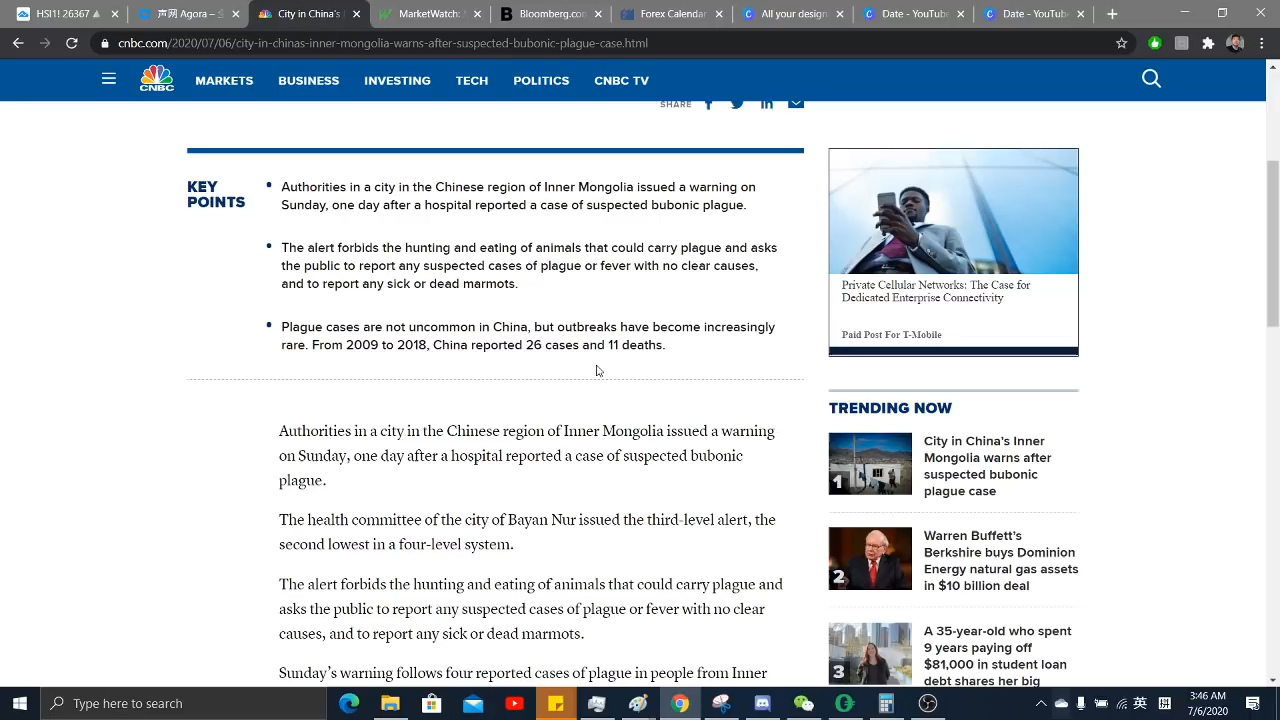 HSI1! 26367
声网 Agora – S
City in China's in
MarketWatch:
Bloomberg.com
Forex Calendar
All your design
Date - YouTube
Date - YouTube
cnbc.com/2020/07/06/city-in-chinas-inner-mongolia-warns-after-suspected-bubonic-plague-case.html
CNBC
MARKETS
BUSINESS
INVESTING
TECH
POLITICS
CNBC TV
SHARE
KEY
POINTS
Authorities in a city in the Chinese region of Inner Mongolia issued a warning on
Sunday, one day after a hospital reported a case of suspected bubonic plague.
The alert forbids the hunting and eating of animals that could carry plague and asks
the public to report any suspected cases of plague or fever with no clear causes,
and to report any sick or dead marmots.
Plague cases are not uncommon in China, but outbreaks have become increasingly
rare. From 2009 to 2018, China reported 26 cases and 11 deaths.
Authorities in a city in the Chinese region of Inner Mongolia issued a warning
on Sunday, one day after a hospital reported a case of suspected bubonic
plague.
The health committee of the city of Bayan Nur issued the third-level alert, the
second lowest in a four-level system.
The alert forbids the hunting and eating of animals that could carry plague and
asks the public to report any suspected cases of plague or fever with no clear
causes, and to report any sick or dead marmots.
Sunday's warning follows four reported cases of plague in people from Inner
Private Cellular Networks: The Case for
Dedicated Enterprise Connectivity
Paid Post For T-Mobile
TRENDING NOW
1
City in China's Inner
Mongolia warns after
suspected bubonic
plague case
2
Warren Buffett's
Berkshire buys Dominion
Energy natural gas assets
in $10 billion deal
3
A 35-year-old who spent
9 years paying off
$81,000 in student loan
debt shares her big
Type here to search
英
拼
3:46 AM
7/6/2020